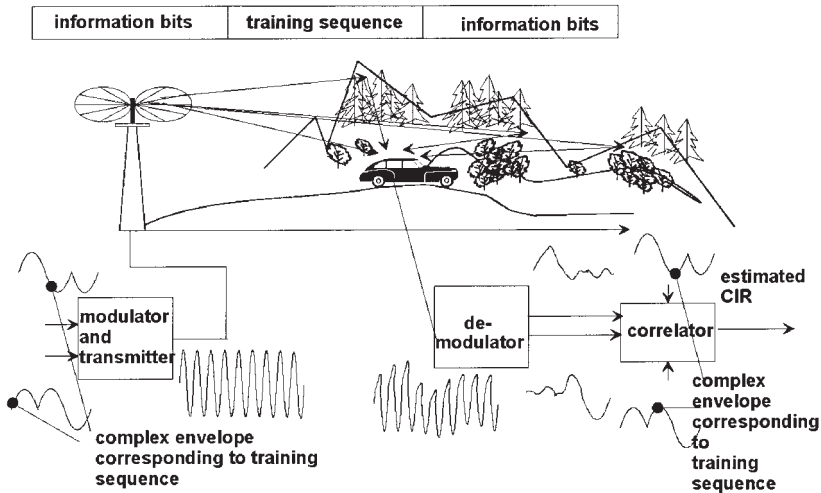 information bits
training sequence
information bits
modulator
and
transmitter
de-
modulator
correlator
estimated
CIR
complex envelope
corresponding to training
sequence
complex
envelope
corresponding
to
training
sequence